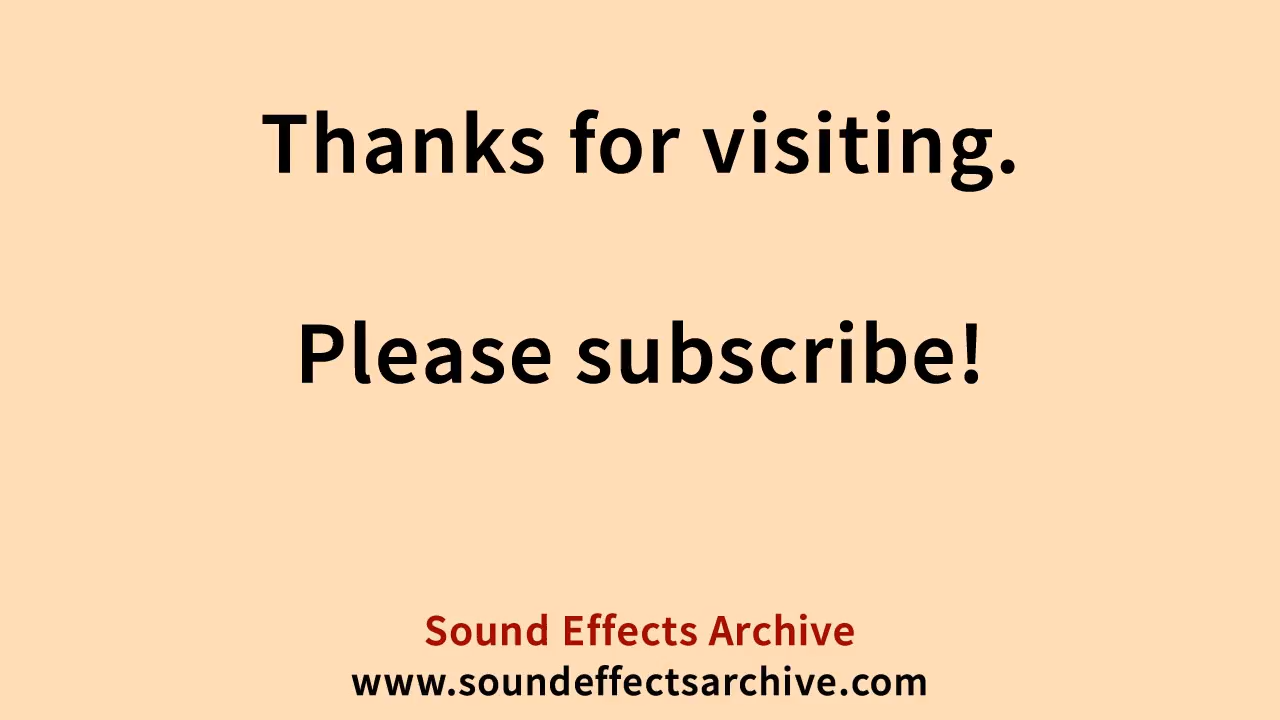 Thanks for visiting.
Please subscribe!
Sound Effects Archive
www.soundeffectsarchive.com